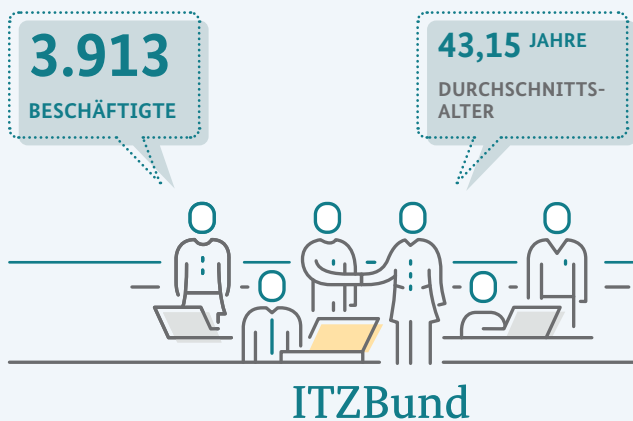 3.913
BESCHÄFTIGTE
43,15 JAHRE
DURCHSCHNITTS-
ALTER
ITZBund